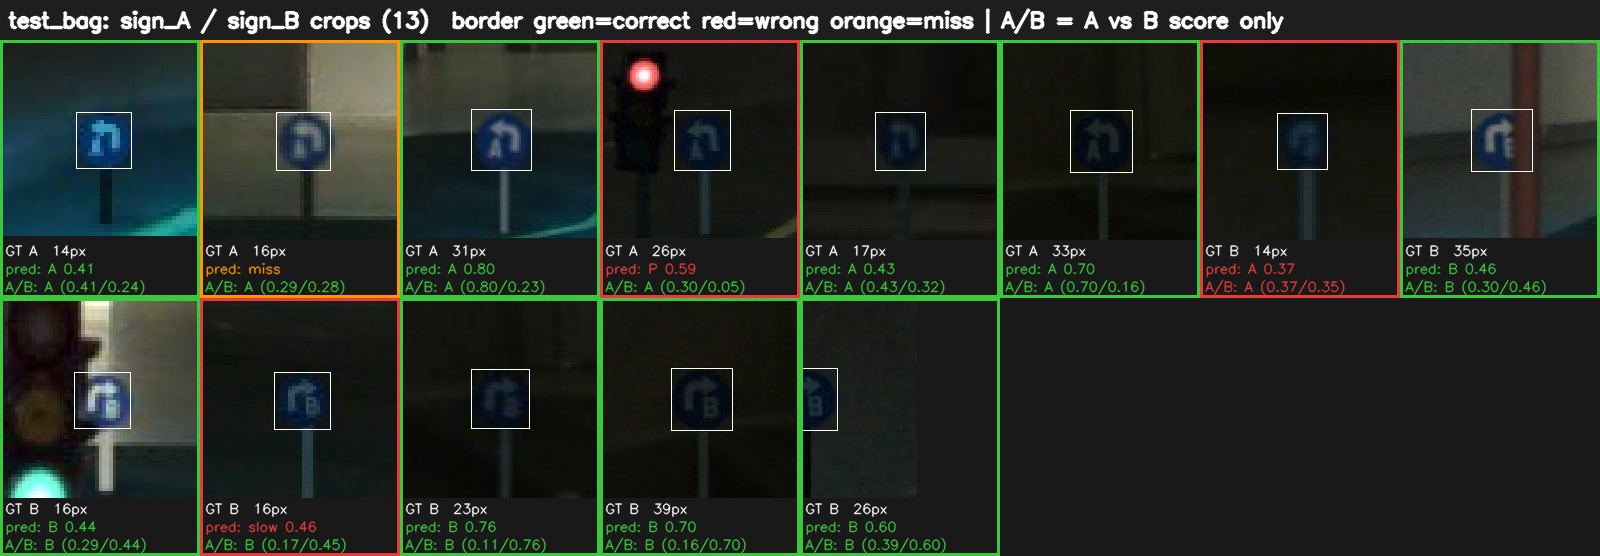 test_bag: sign_A / sign_B crops (13)  border green=correct red=wrong orange=miss | A/B = A vs B score only
GT A 14px
pred: A 0.41
A/B: A (0.41/0.24)
GT A 16px
pred: miss
A/B: A (0.29/0.28)
A
GT A 31px
pred: A 0.80
A/B: A (0.80/0.23)
A
GT A 26px
pred: P 0.59
A/B: A (0.30/0.05)
GT A 17px
pred: A 0.43
A/B: A (0.43/0.32)
A
GT A 33px
pred: A 0.70
A/B: A (0.70/0.16)
GT B 14px
pred: A 0.37
A/B: A (0.37/0.35)
GT B 35px
pred: B 0.46
A/B: B (0.30/0.46)
B
GT B 16px
pred: B 0.44
A/B: B (0.29/0.44)
B
GT B 16px
pred: slow 0.46
A/B: B (0.17/0.45)
B
GT B 23px
pred: B 0.76
A/B: B (0.11/0.76)
B
GT B 39px
pred: B 0.70
A/B: B (0.16/0.70)
B
GT B 26px
pred: B 0.60
A/B: B (0.39/0.60)